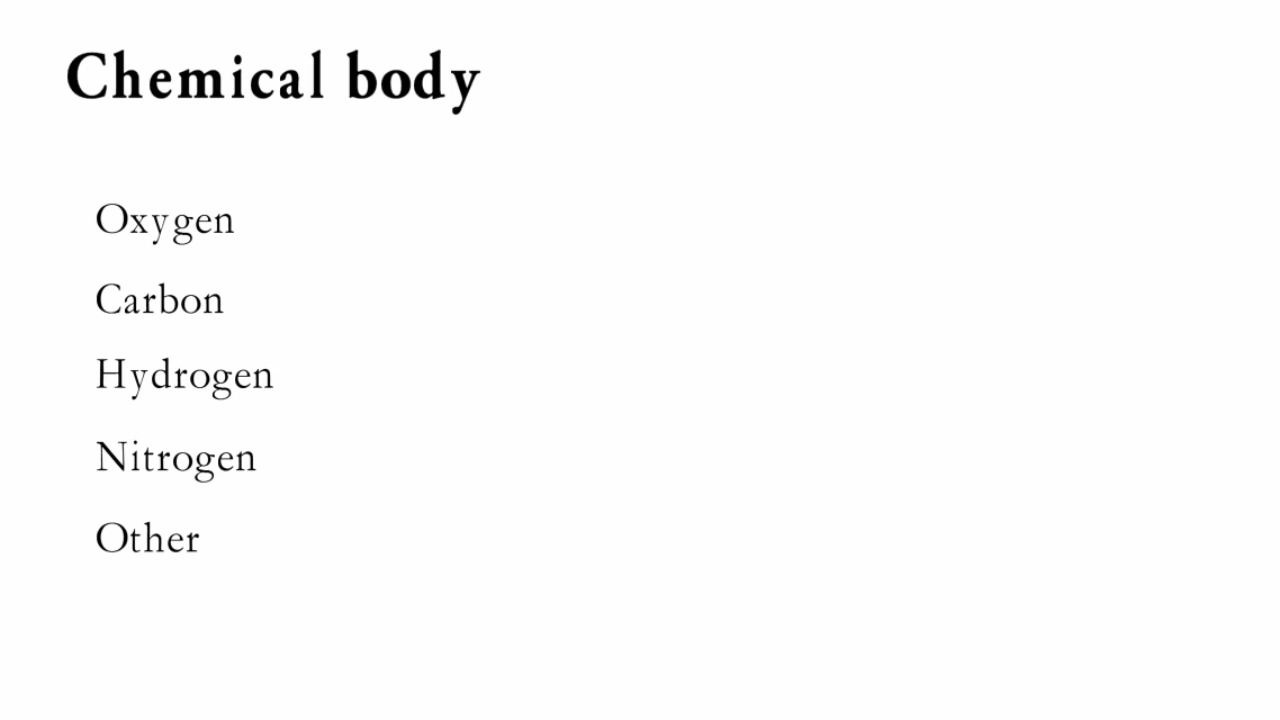 Chemical body
Oxygen
Carbon
Hydrogen
Nitrogen
Other